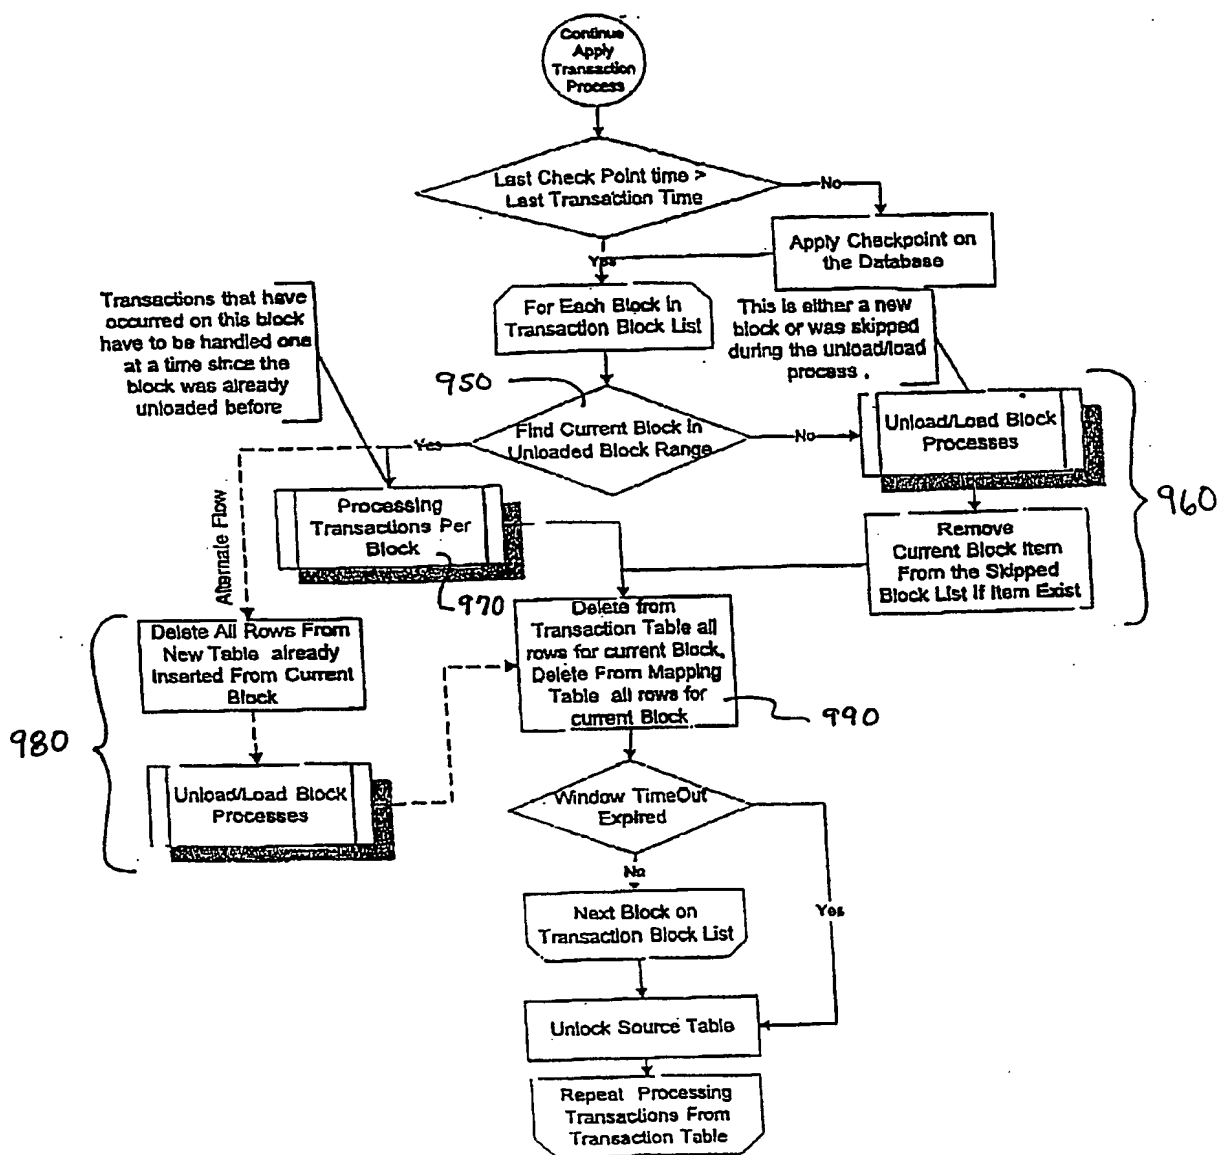 Continue
Apply
Transaction
Process
Last Check Point time >
Last Transaction Time
No
Apply Checkpoint on
the Database
Yes
For Each Block in
Transaction Block List
Transactions that have
occurred on this block
have to be handled one
at a time since the
block was already
unloaded before
This is either a new
block or was skipped
during the unload/load
process .
950
Find Current Block in
Unloaded Block Range
Yes
No
Unload/Load Block
Processes
960
Remove
Current Block Item
From the Skipped
Block List If Item Exist
Alternate Flow
Processing
Transactions Per
Block
970
Delete from
Transaction Table all
rows for current Block.
Delete From Mapping
Table all rows for
current Block
990
980
Delete All Rows From
New Table already
Inserted From Current
Block
Unload/Load Block
Processes
Window TimeOut
Expired
No
Yes
Next Block on
Transaction Block List
Unlock Source Table
Repeat Processing
Transactions From
Transaction Table